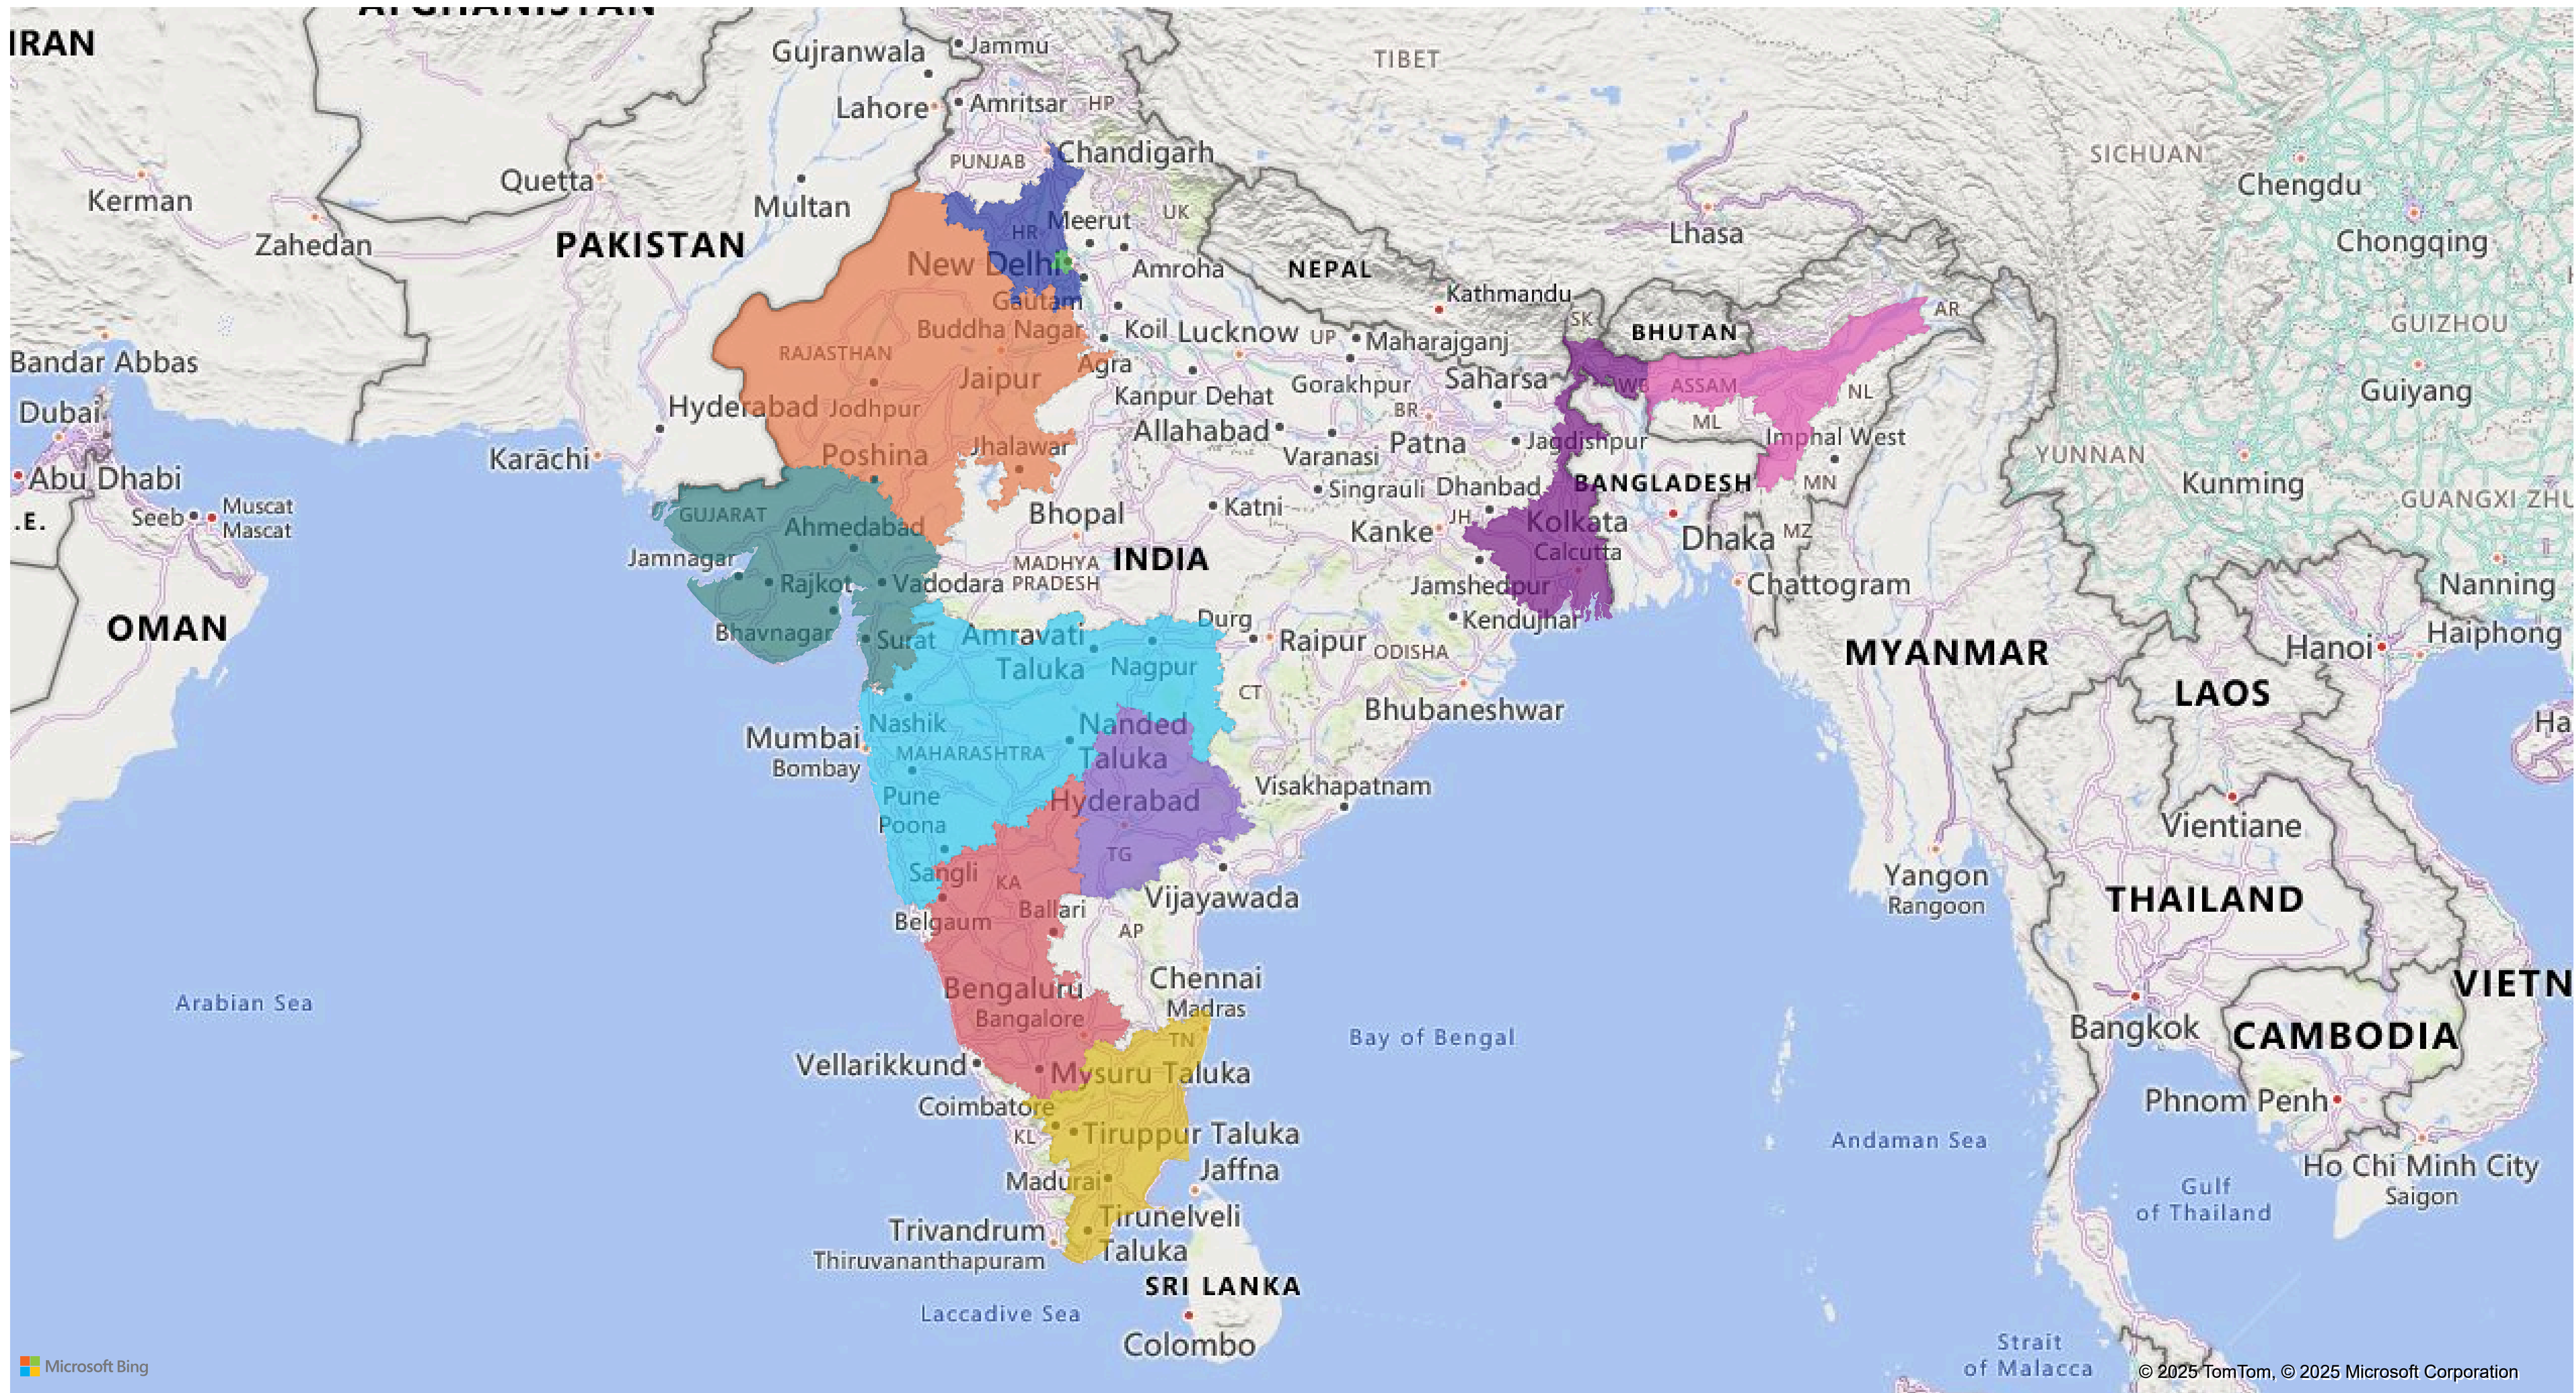 AFGHANISTAN
IRAN
Gujranwala
Jammu
TIBET
Lahore
Amritsar
HP
PUNJAB
Chandigarh
SICHUAN
Quetta
Chengdu
Kerman
Multan
Meerut
UK
HR
Lhasa
Zahedan
PAKISTAN
Chongqing
New Delhi
Amroha
NEPAL
Kathmandu
Gautam
Buddha Nagar
Koil
Lucknow
UP
Maharajganj
SK
BHUTAN
AR
GUIZHOU
RAJASTHAN
Bandar Abbas
Agra
Jaipur
Kanpur Dehat
Gorakhpur
Saharsa
ASSAM
NL
Guiyang
Dubai
Hyderabad
Jodhpur
BR
ML
Allahabad
Patna
Jagdishpur
Imphal West
Karāchi
Poshina
Jhalawar
Varanasi
YUNNAN
Abu Dhabi
Singrauli
Dhanbad
BANGLADESH
MN
Kunming
GUANGXI ZHU
Muscat
Mascat
Seeb
.E.
GUJARAT
Ahmedabad
Bhopal
Katni
JH
Kanke
Kolkata
Calcutta
Dhaka
MZ
Jamnagar
Rajkot
Vadodara
MADHYA
PRADESH
INDIA
Jamshedpur
Chattogram
Nanning
OMAN
Bhavnagar
Surat
Amravati
Taluka
Nagpur
Durg
Raipur
ODISHA
Kendujhar
MYANMAR
Hanoi
Haiphong
CT
LAOS
Bhubaneshwar
Nashik
Nanded
Taluka
Ha
Mumbai
Bombay
MAHARASHTRA
Visakhapatnam
Pune
Poona
Hyderabad
TG
Vientiane
Sangli
KA
Vijayawada
Yangon
Rangoon
THAILAND
Belgaum
Ballari
AP
Arabian Sea
Bengaluru
Bangalore
Chennai
Madras
VIETN
Bay of Bengal
TN
Bangkok
CAMBODIA
Vellarikkund
Mysuru Taluka
Coimbatore
Phnom Penh
KL
Tiruppur Taluka
Andaman Sea
Madurai
Jaffna
Ho Chi Minh City
Saigon
Gulf
of Thailand
Trivandrum
Thiruvananthapuram
Tirunelveli
Taluka
SRI LANKA
Laccadive Sea
Colombo
Strait
of Malacca
Microsoft Bing
© 2025 TomTom, © 2025 Microsoft Corporation